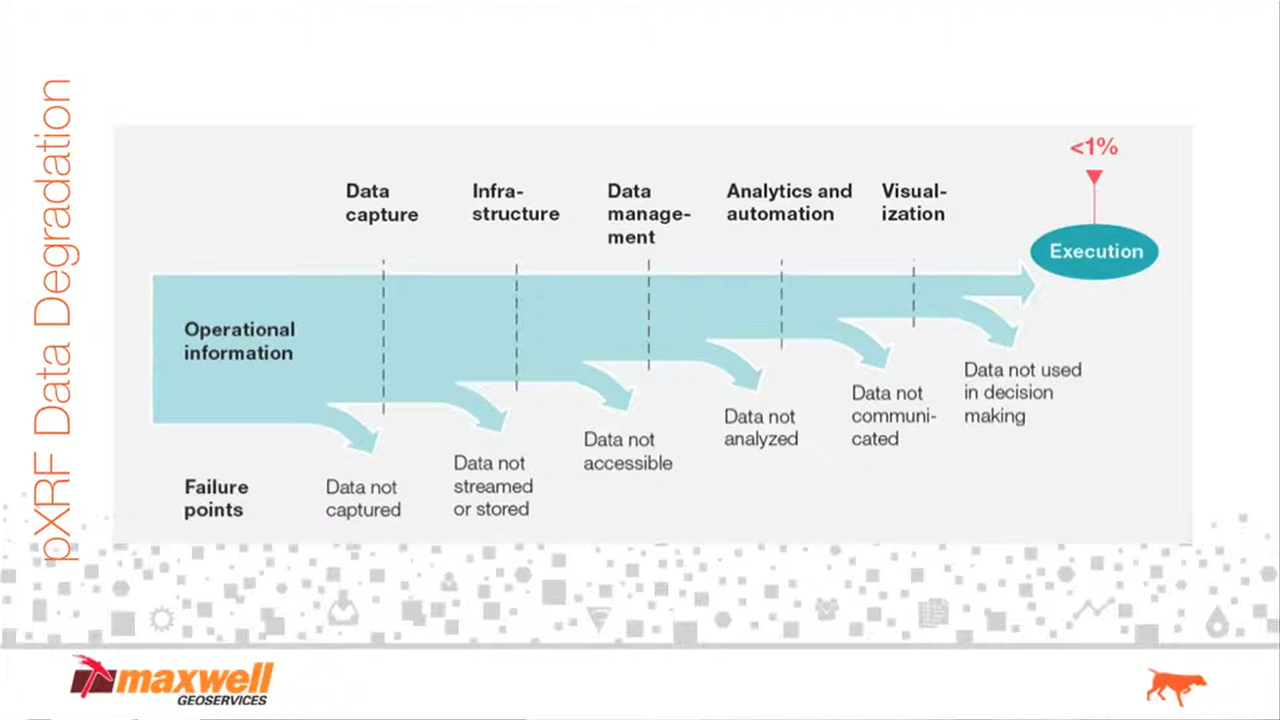 pXRF Data Degradation
<1%
Data
capture
Infra-
structure
Data
manage-
ment
Analytics and
automation
Visual-
ization
Execution
Operational
information
Failure
points
Data not
captured
Data not
streamed
or stored
Data not
accessible
Data not
analyzed
Data not
communi-
cated
Data not used
in decision
making
maxwell
GEOSERVICES